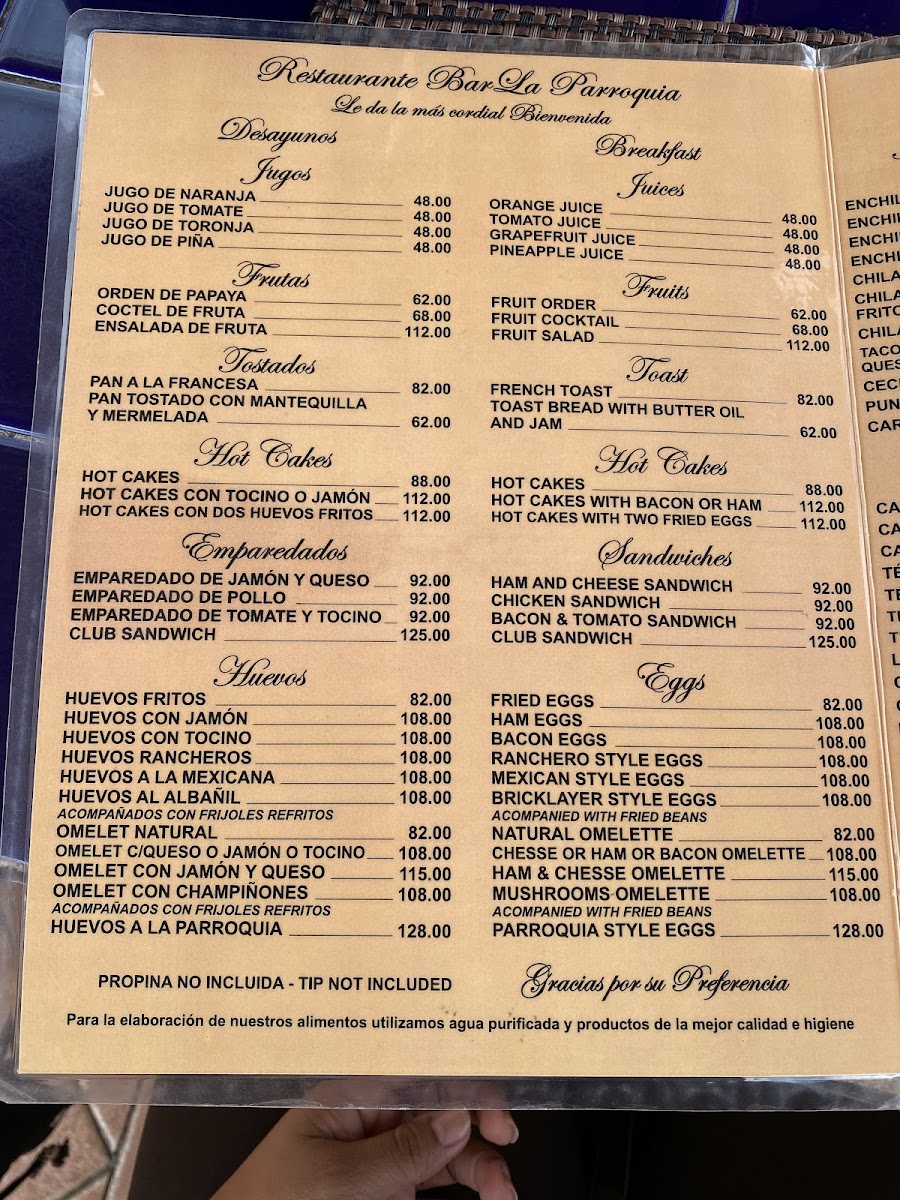 Restaurante Bar La Parroquia
Le da la más cordial Bienvenida
Desayunos
Jugos
JUGO DE NARANJA 48.00
JUGO DE TOMATE 48.00
JUGO DE TORONJA 48.00
JUGO DE PIÑA 48.00
Frutas
ORDEN DE PAPAYA 62.00
COCTEL DE FRUTA 68.00
ENSALADA DE FRUTA 112.00
Tostados
PAN A LA FRANCESA 82.00
PAN TOSTADO CON MANTEQUILLA
Y MERMELADA 62.00
Hot Cakes
HOT CAKES 88.00
HOT CAKES CON TOCINO O JAMÓN 112.00
HOT CAKES CON DOS HUEVOS FRITOS 112.00
Emparedados
EMPAREDADO DE JAMÓN Y QUESO 92.00
EMPAREDADO DE POLLO 92.00
EMPAREDADO DE TOMATE Y TOCINO 92.00
CLUB SANDWICH 125.00
Huevos
HUEVOS FRITOS 82.00
HUEVOS CON JAMÓN 108.00
HUEVOS CON TOCINO 108.00
HUEVOS RANCHEROS 108.00
HUEVOS A LA MEXICANA 108.00
HUEVOS AL ALBAÑIL 108.00
ACOMPAÑADOS CON FRIJOLES REFRITOS
OMELET NATURAL 82.00
OMELET C/QUESO O JAMÓN O TOCINO 108.00
OMELET CON JAMÓN Y QUESO 115.00
OMELET CON CHAMPIÑONES 108.00
ACOMPAÑADOS CON FRIJOLES REFRITOS
HUEVOS A LA PARROQUIA 128.00
Breakfast
Juices
ORANGE JUICE 48.00
TOMATO JUICE 48.00
GRAPEFRUIT JUICE 48.00
PINEAPPLE JUICE 48.00
Fruits
FRUIT ORDER 62.00
FRUIT COCKTAIL 68.00
FRUIT SALAD 112.00
Toast
FRENCH TOAST 82.00
TOAST BREAD WITH BUTTER OIL
AND JAM 62.00
Hot Cakes
HOT CAKES 88.00
HOT CAKES WITH BACON OR HAM 112.00
HOT CAKES WITH TWO FRIED EGGS 112.00
Sandwiches
HAM AND CHEESE SANDWICH 92.00
CHICKEN SANDWICH 92.00
BACON & TOMATO SANDWICH 92.00
CLUB SANDWICH 125.00
Eggs
FRIED EGGS 82.00
HAM EGGS 108.00
BACON EGGS 108.00
RANCHERO STYLE EGGS 108.00
MEXICAN STYLE EGGS 108.00
BRICKLAYER STYLE EGGS 108.00
ACOMPANIED WITH FRIED BEANS
NATURAL OMELETTE 82.00
CHESSE OR HAM OR BACON OMELETTE 108.00
HAM & CHESSE OMELETTE 115.00
MUSHROOMS OMELETTE 108.00
ACOMPANIED WITH FRIED BEANS
PARROQUIA STYLE EGGS 128.00
PROPINA NO INCLUIDA - TIP NOT INCLUDED
Gracias por su Preferencia
Para la elaboración de nuestros alimentos utilizamos agua purificada y productos de la mejor calidad e higiene